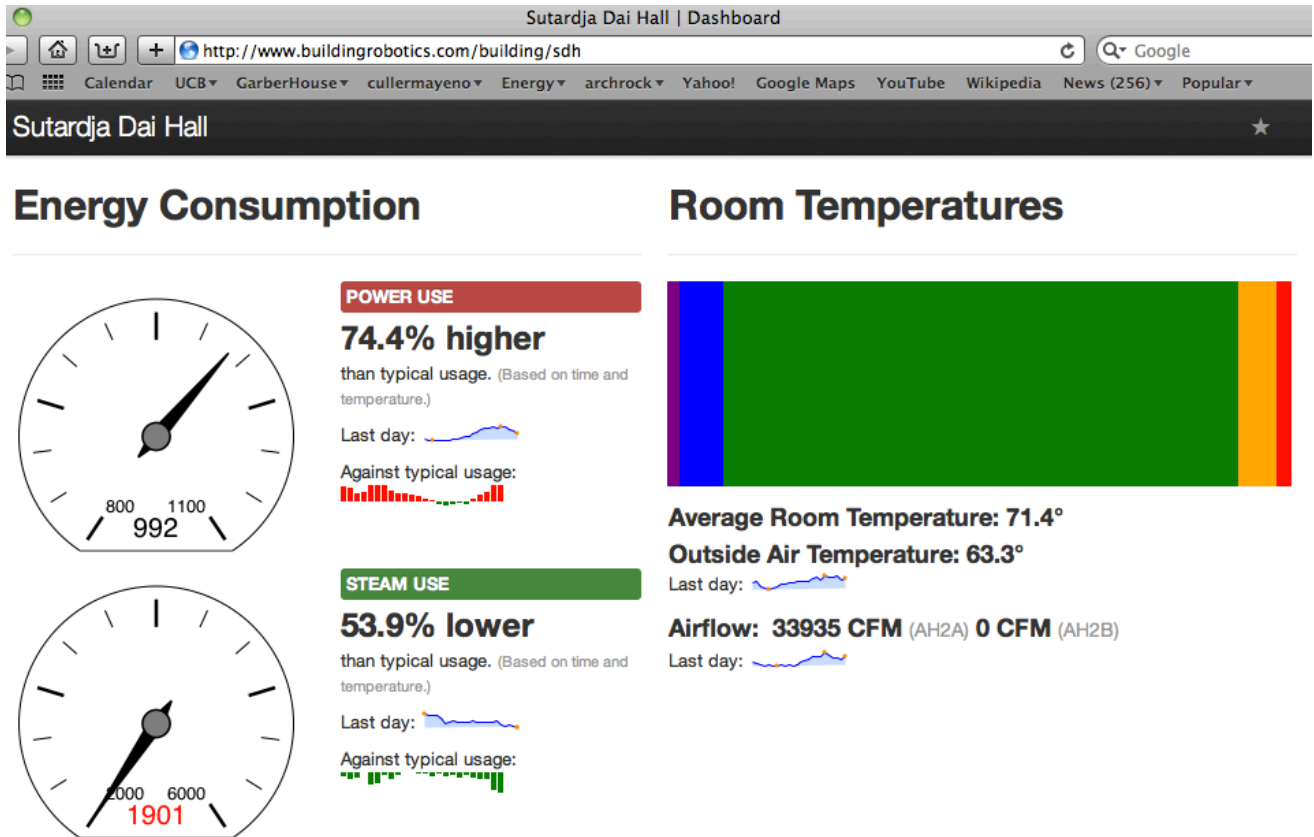 Sutardja Dai Hall | Dashboard
+ http://www.buildingrobotics.com/building/sdh Google
Calendar UCB GarberHouse cullermayeno Energy archrock Yahoo! Google Maps YouTube Wikipedia News (256) Popular
Sutardja Dai Hall
Energy Consumption
800 1100
992
POWER USE
74.4% higher
than typical usage. (Based on time and
temperature.)
Last day:
Against typical usage:
2000 6000
1901
STEAM USE
53.9% lower
than typical usage. (Based on time and
temperature.)
Last day:
Against typical usage:
Room Temperatures
Average Room Temperature: 71.4°
Outside Air Temperature: 63.3°
Last day:
Airflow: 33935 CFM (AH2A) 0 CFM (AH2B)
Last day: